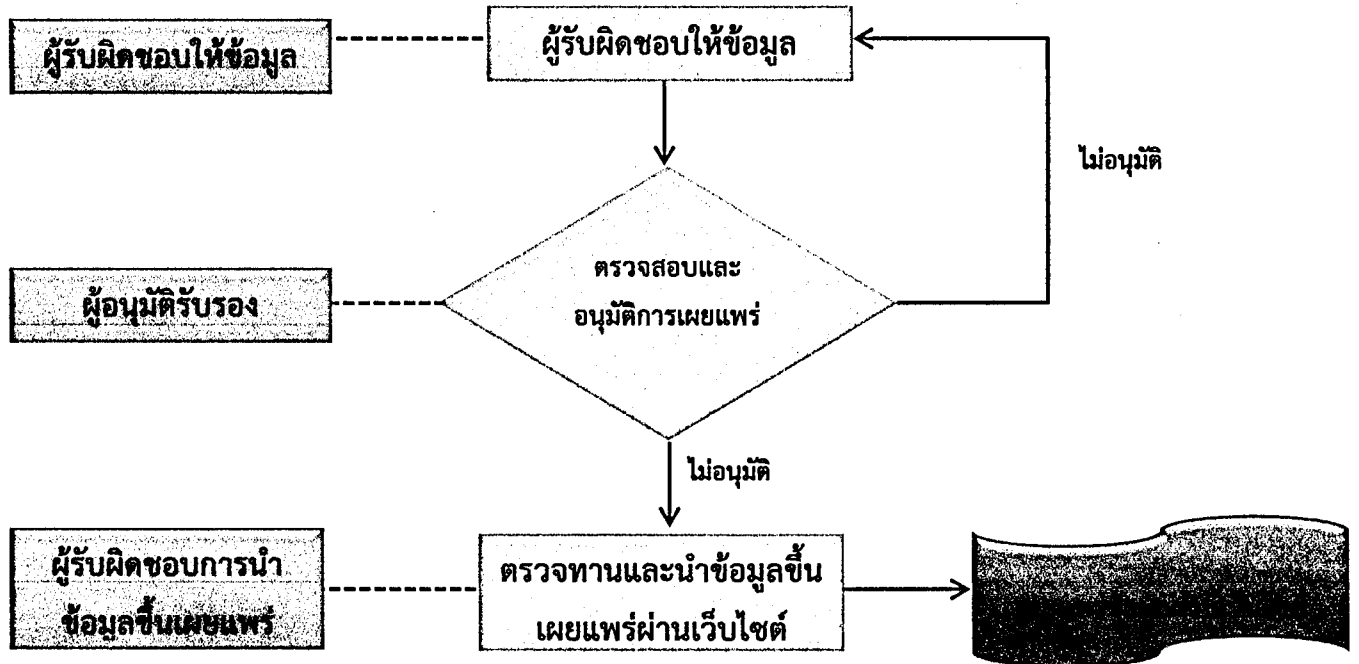 ผู้รับผิดชอบให้ข้อมูล
ผู้รับผิดชอบให้ข้อมูล
ไม่อนุมัติ
ผู้อนุมัติรับรอง
ตรวจสอบและ
อนุมัติการเผยแพร่
ไม่อนุมัติ
ผู้รับผิดชอบการนำ
ข้อมูลขึ้นเผยแพร่
ตรวจทานและนำข้อมูลขึ้น
เผยแพร่ผ่านเว็บไซต์